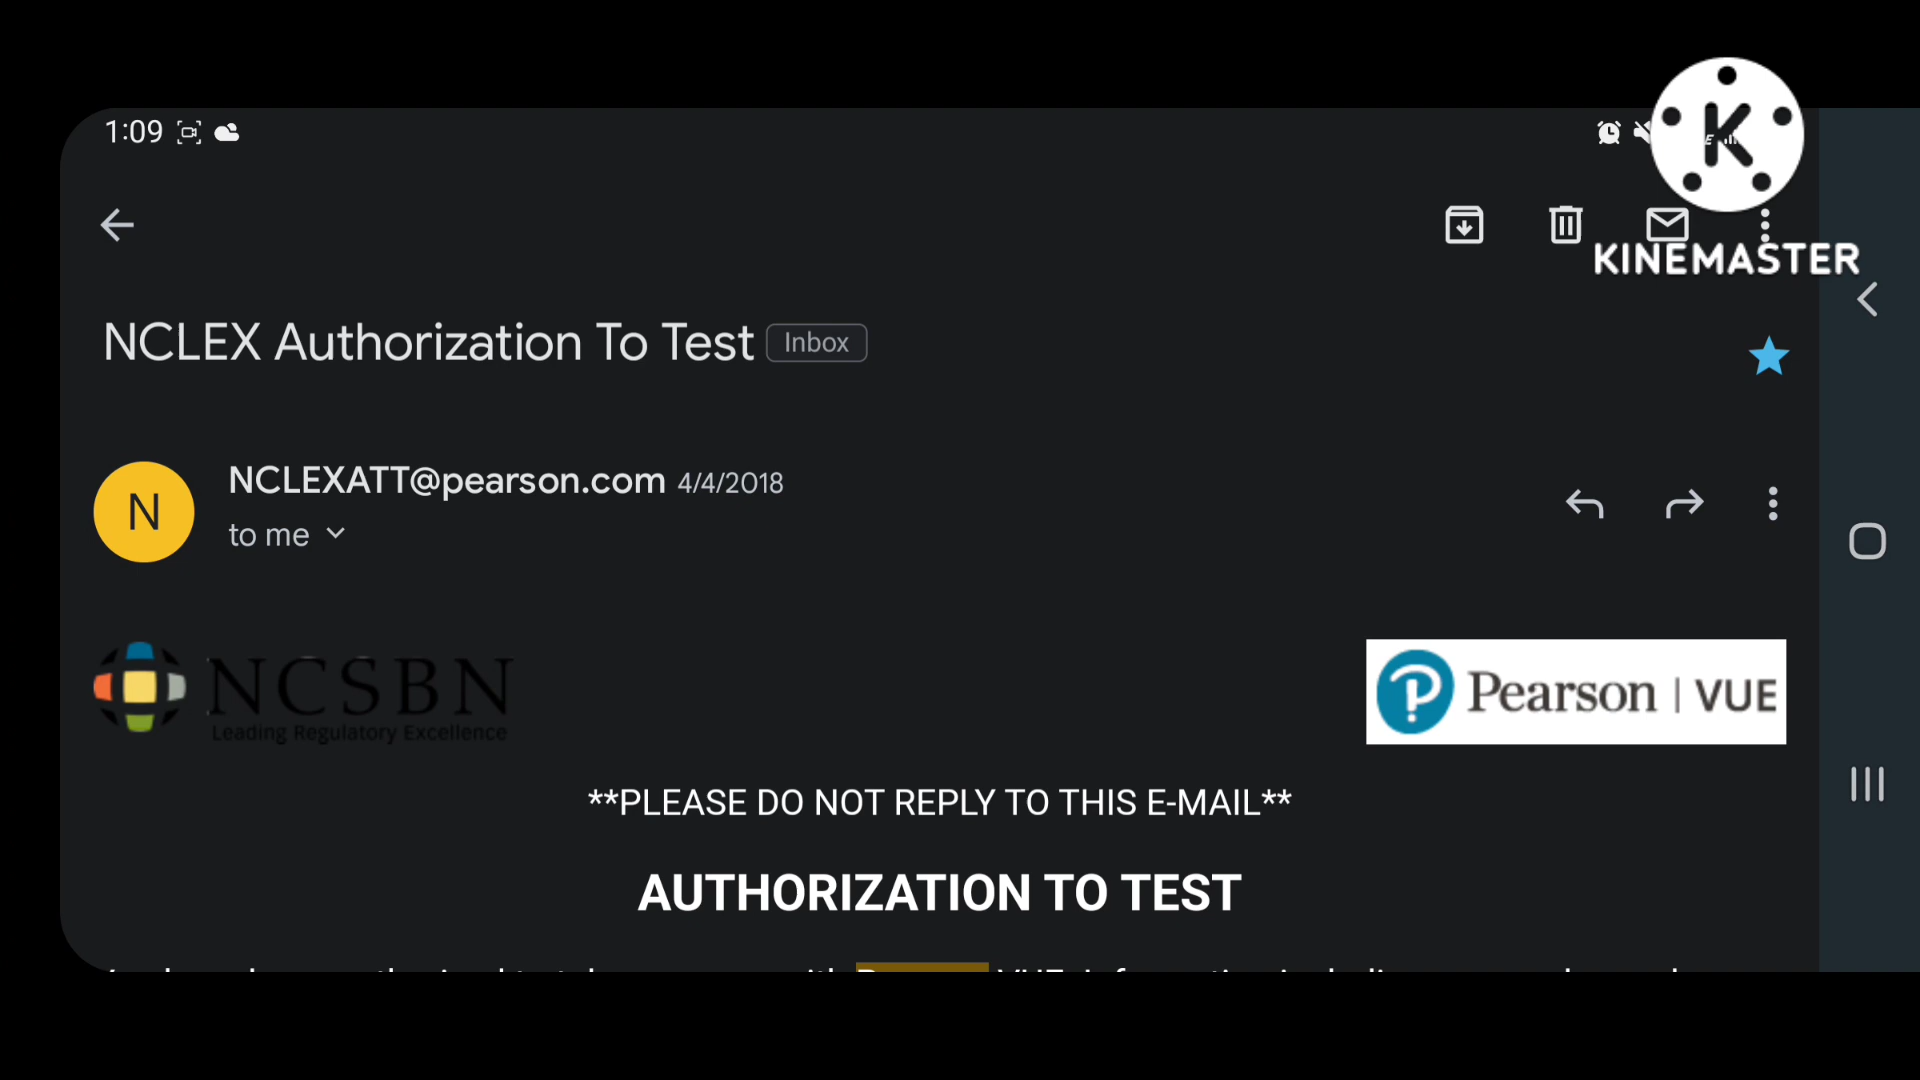 1:09
KINEMASTER
NCLEX Authorization To Test Inbox
N NCLEXATT@pearson.com 4/4/2018
to me
NCSBN
Leading Regulatory Excellence
Pearson | VUE
**PLEASE DO NOT REPLY TO THIS E-MAIL**
AUTHORIZATION TO TEST